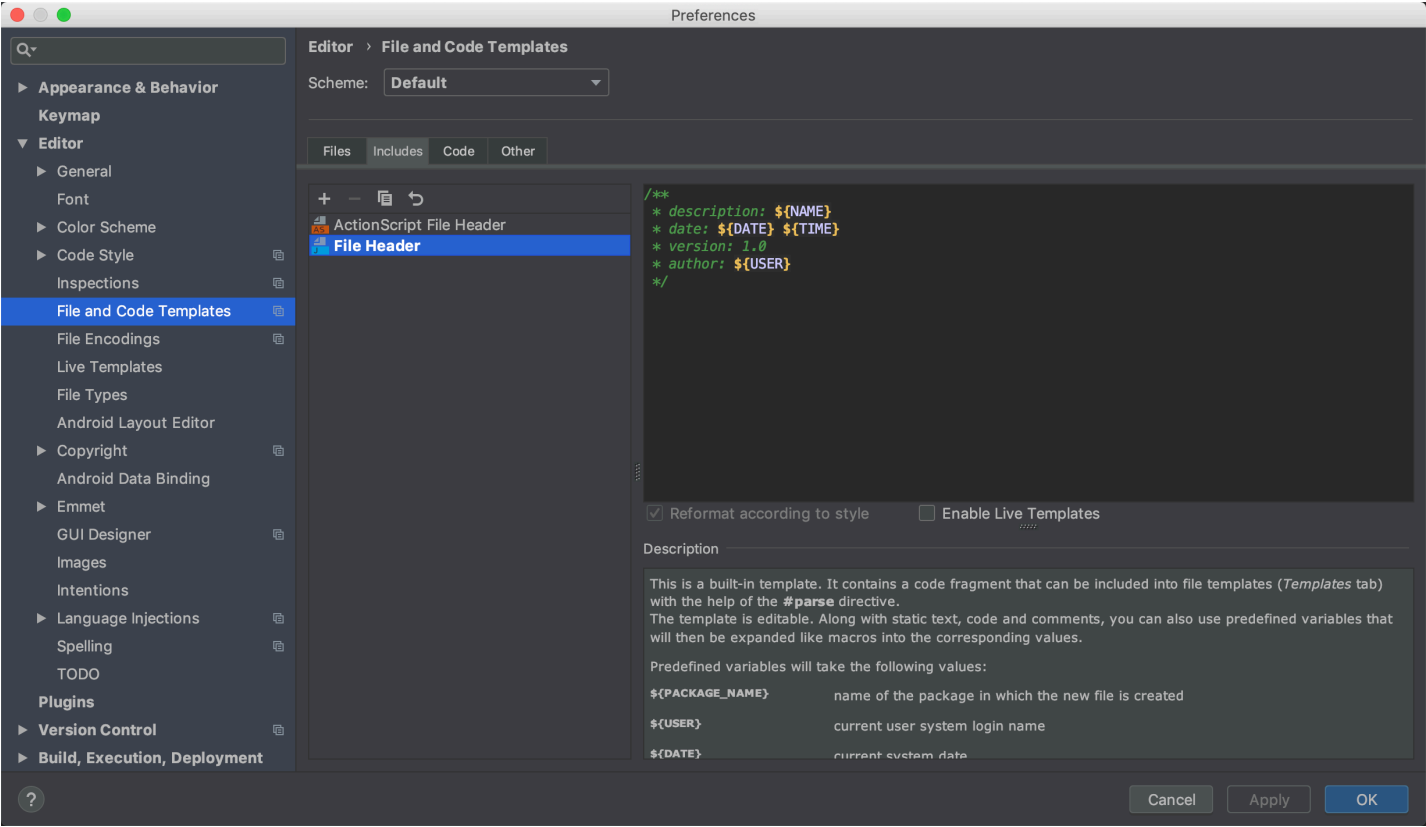 Preferences
Appearance & Behavior
Keymap
Editor
General
Font
Color Scheme
Code Style
Inspections
File and Code Templates
File Encodings
Live Templates
File Types
Android Layout Editor
Copyright
Android Data Binding
Emmet
GUI Designer
Images
Intentions
Language Injections
Spelling
TODO
Plugins
Version Control
Build, Execution, Deployment
Editor › File and Code Templates
Scheme: Default
Files Includes Code Other
ActionScript File Header
File Header
/**
* description: ${NAME}
* date: ${DATE} ${TIME}
* version: 1.0
* author: ${USER}
*/
Reformat according to style Enable Live Templates
Description
This is a built-in template. It contains a code fragment that can be included into file templates (Templates tab)
with the help of the #parse directive.
The template is editable. Along with static text, code and comments, you can also use predefined variables that
will then be expanded like macros into the corresponding values.
Predefined variables will take the following values:
${PACKAGE_NAME} name of the package in which the new file is created
${USER} current user system login name
${DATE} current system date
? Cancel Apply OK